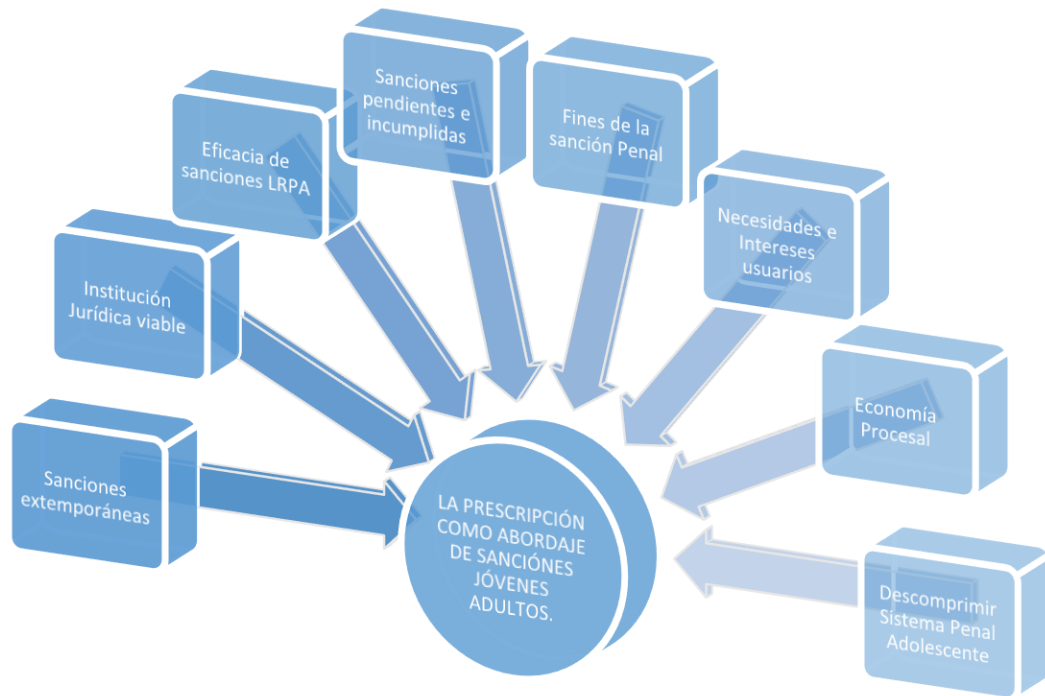 Sanciones
extemporáneas
Institución
Jurídica viable
Eficacia de
sanciones LRPA
Sanciones
pendientes e
incumplidas
Fines de la
sanción Penal
Necesidades e
Intereses
usuarios
Economía
Procesal
Descomprimir
Sistema Penal
Adolescente
LA PRESCRIPCIÓN
COMO ABORDAJE
DE SANCIÓNES
JÓVENES
ADULTOS.